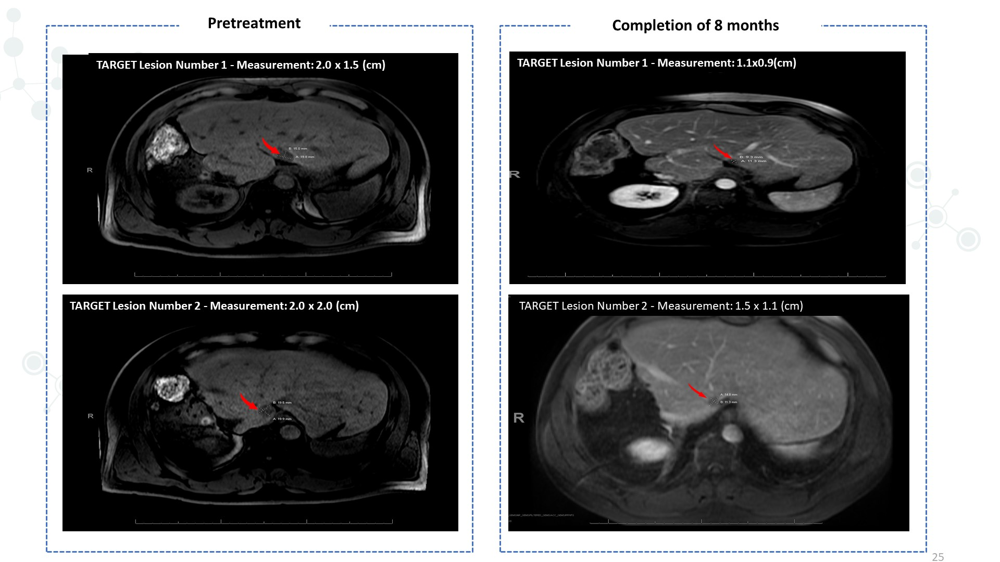 Pretreatment
TARGET Lesion Number 1 - Measurement: 2.0 x 1.5 (cm)
B: 15.0 mm
A: 19.8 mm
R
TARGET Lesion Number 2 - Measurement: 2.0 x 2.0 (cm)
B: 19.5 mm
R
A: 19.9 mm
Completion of 8 months
TARGET Lesion Number 1 - Measurement: 1.1x0.9(cm)
B: 9.3 mm
A: 11.3 mm
R
TARGET Lesion Number 2 - Measurement: 1.5 x 1.1 (cm)
A: 14.8 mm
B: 11.3 mm
R
25